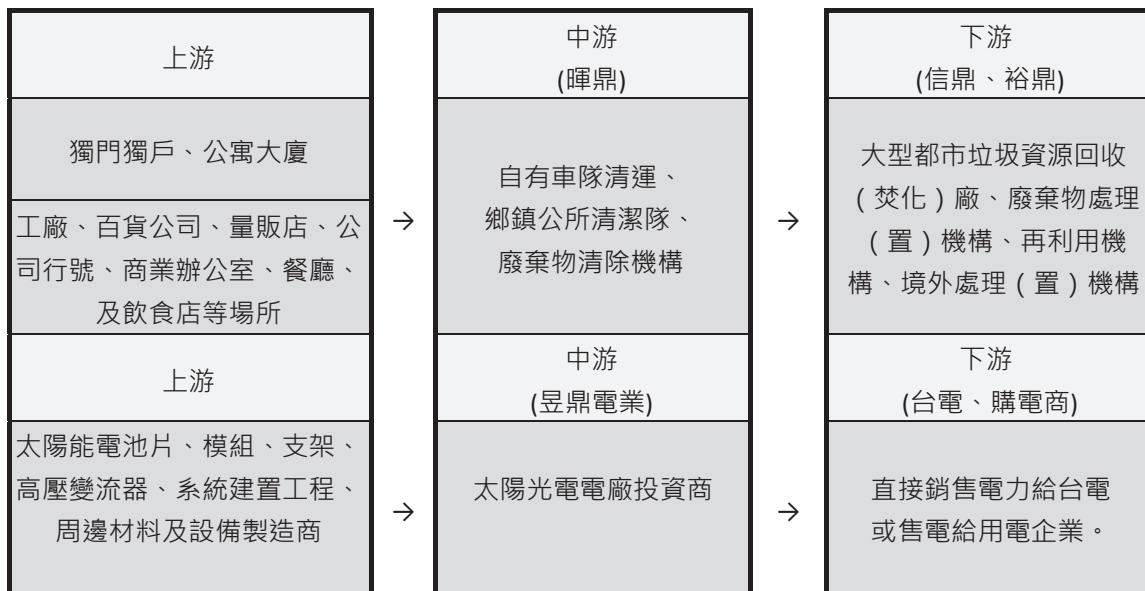 上游
中游
(暉鼎)
下游
(信鼎、裕鼎)
獨門獨戶、公寓大廈
工廠、百貨公司、量販店、公
司行號、商業辦公室、餐廳、
及飲食店等場所
→
自有車隊清運、
鄉鎮公所清潔隊、
廢棄物清除機構
→
大型都市垃圾資源回收
(焚化)廠、廢棄物處理
(置)機構、再利用機
構、境外處理(置)機構
上游
中游
(昱鼎電業)
下游
(台電、購電商)
太陽能電池片、模組、支架、
高壓變流器、系統建置工程、
周邊材料及設備製造商
→
太陽光電電廠投資商
→
直接銷售電力給台電
或售電給用電企業。